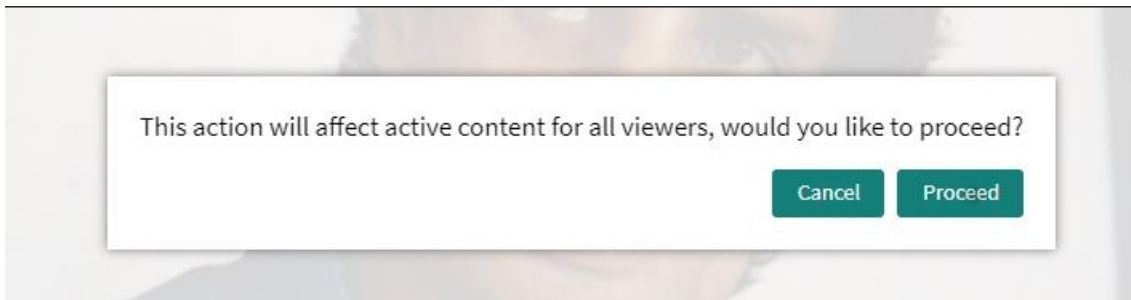 This action will affect active content for all viewers, would you like to proceed?
Cancel Proceed